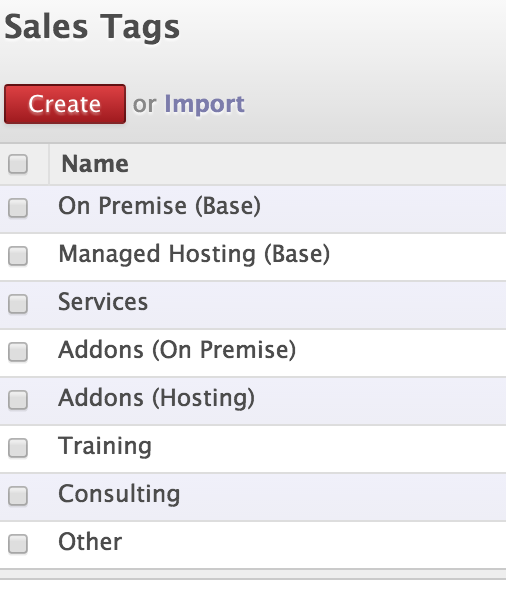 Sales Tags
Create or Import
Name
On Premise (Base)
Managed Hosting (Base)
Services
Addons (On Premise)
Addons (Hosting)
Training
Consulting
Other